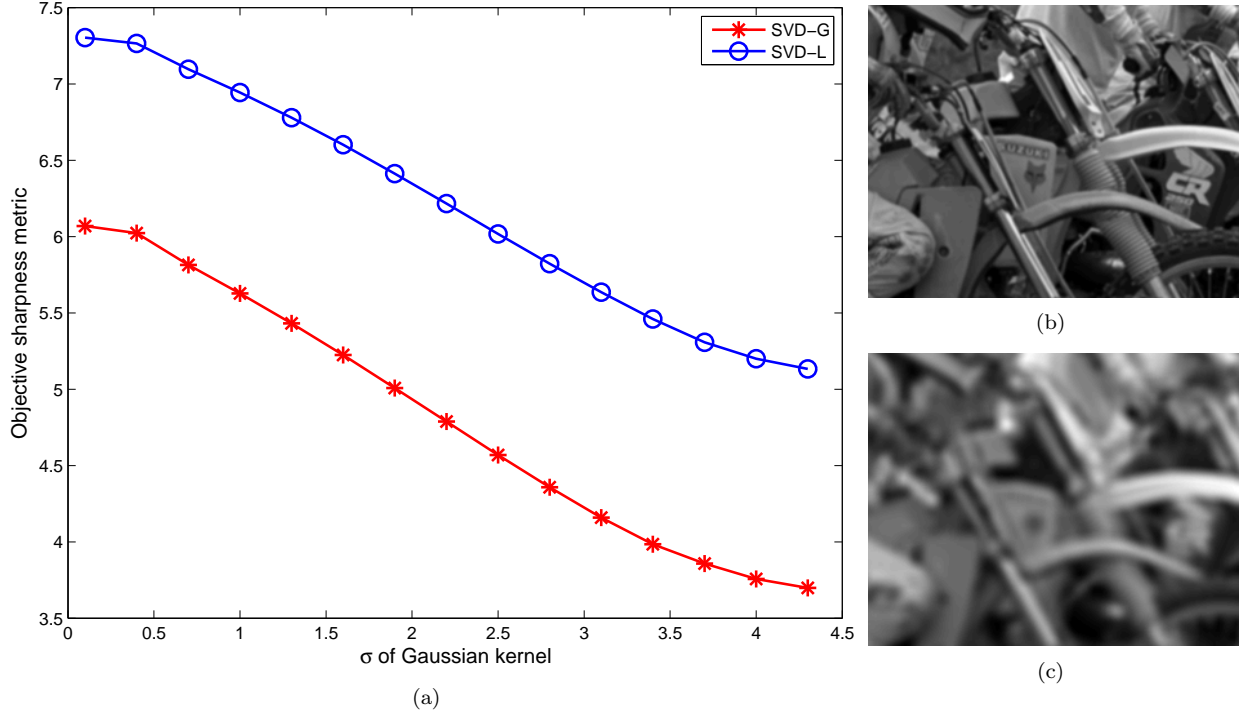 7.5
7
6.5
6
5.5
5
4.5
4
3.5
0 0.5 1 1.5 2 2.5 3 3.5 4 4.5
Objective sharpness metric
σ of Gaussian kernel
SVD-G
SVD-L
(a)
SUZUKI
CR
(b)
(c)